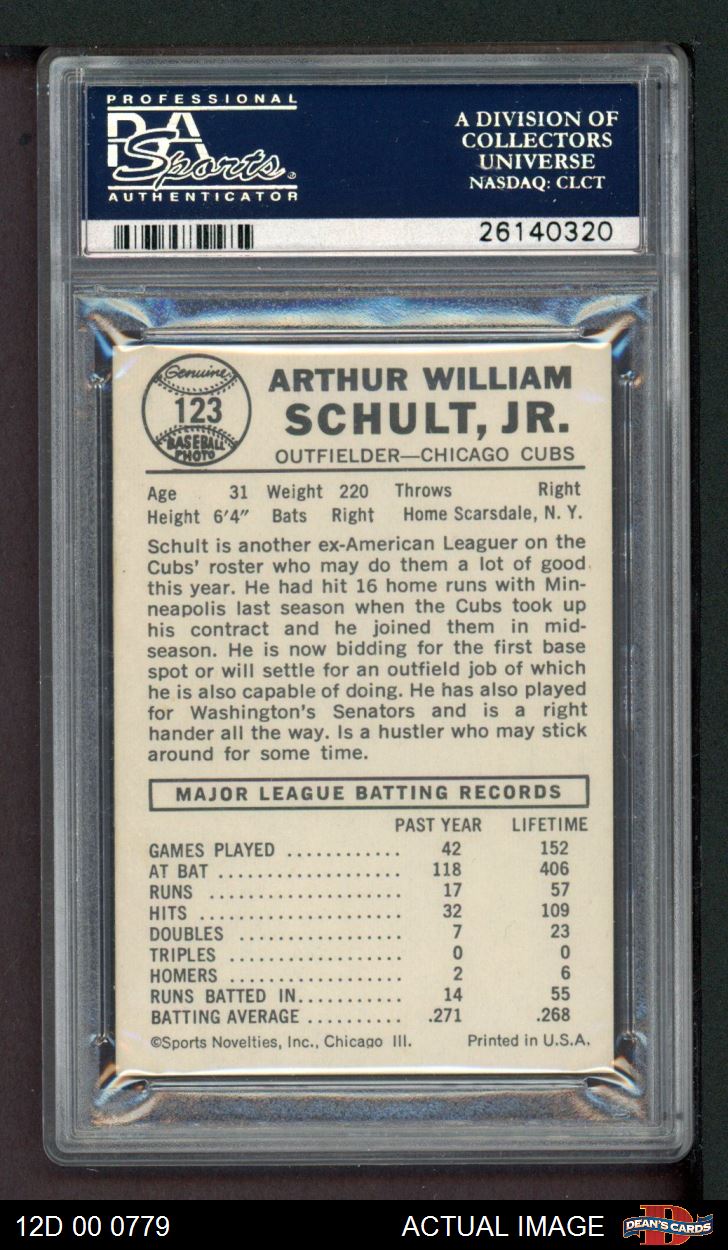 PROFESSIONAL
PSA
Sports
AUTHENTICATOR
A DIVISION OF
COLLECTORS
UNIVERSE
NASDAQ: CLCT
26140320
Genuine
123
BASEBALL
PHOTO
ARTHUR WILLIAM
SCHULT, JR.
OUTFIELDER—CHICAGO CUBS
Age 31 Weight 220 Throws Right
Height 6'4" Bats Right Home Scarsdale, N. Y.
Schult is another ex-American Leaguer on the
Cubs' roster who may do them a lot of good
this year. He had hit 16 home runs with Min-
neapolis last season when the Cubs took up
his contract and he joined them in mid-
season. He is now bidding for the first base
spot or will settle for an outfield job of which
he is also capable of doing. He has also played
for Washington's Senators and is a right
hander all the way. Is a hustler who may stick
around for some time.
MAJOR LEAGUE BATTING RECORDS
PAST YEAR LIFETIME
GAMES PLAYED ............ 42 152
AT BAT .................... 118 406
RUNS ..................... 17 57
HITS ...................... 32 109
DOUBLES ................. 7 23
TRIPLES .................. 0 0
HOMERS .................. 2 6
RUNS BATTED IN........... 14 55
BATTING AVERAGE .......... .271 .268
©Sports Novelties, Inc., Chicago Ill. Printed in U.S.A.
12D 00 0779 ACTUAL IMAGE DEAN'S CARDS